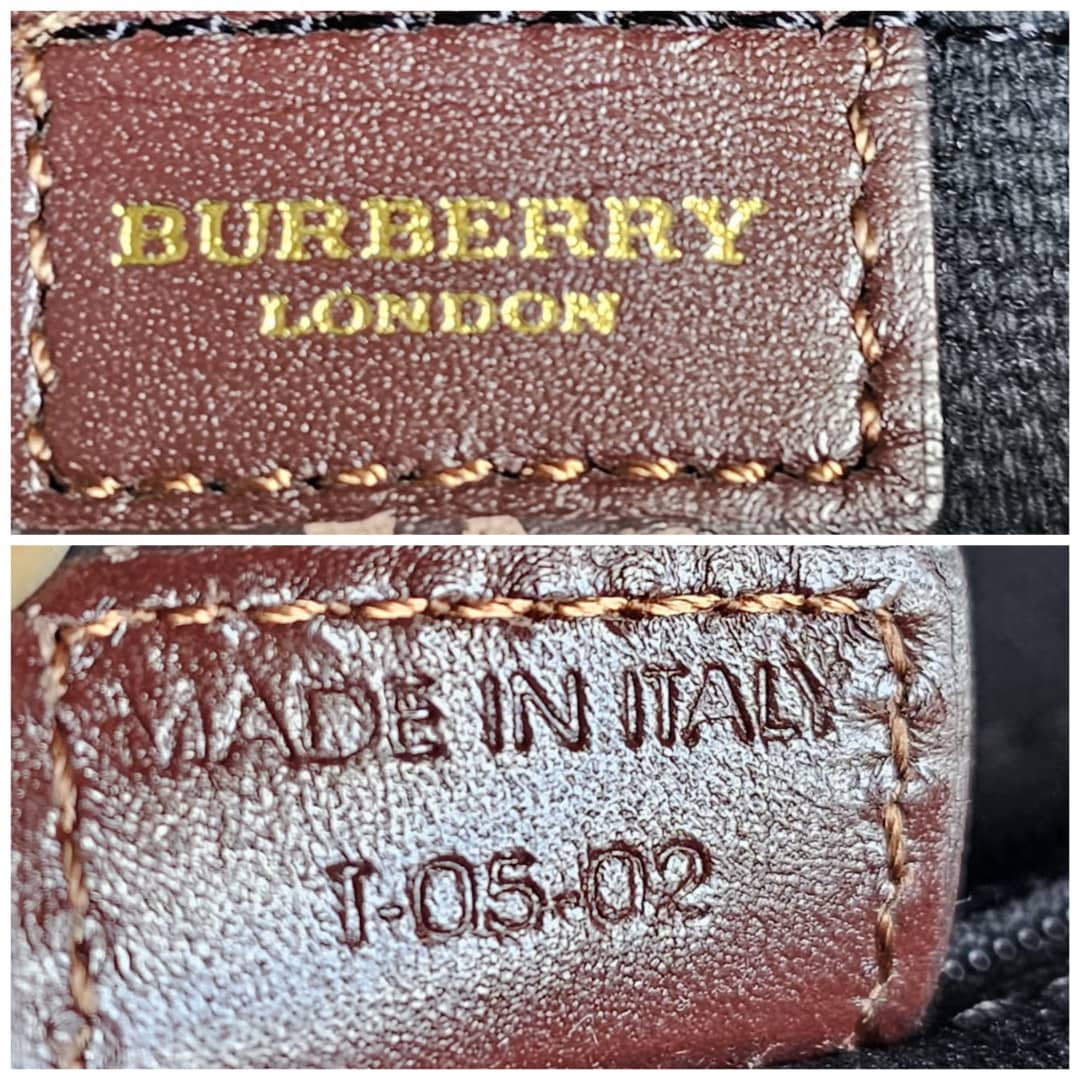 BURBERRY
LONDON
MADE IN ITALY
T-05-02